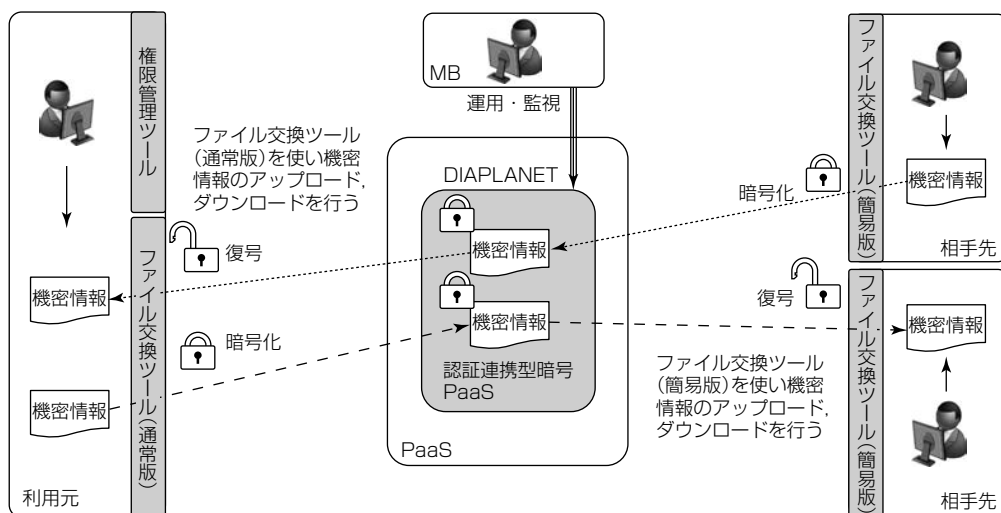 権限管理ツール
ファイル交換ツール
(通常版)を使い機密
情報のアップロード,
ダウンロードを行う
復号
機密情報
暗号化
機密情報
ファイル交換ツール(通常版)
利用元
MB
運用・監視
DIAPLANET
機密情報
機密情報
認証連携型暗号
PaaS
PaaS
ファイル交換ツール(簡易版)
機密情報
暗号化
相手先
復号
ファイル交換ツール(簡易版)
機密情報
ファイル交換ツール
(簡易版)を使い機密
情報のアップロード,
ダウンロードを行う
相手先